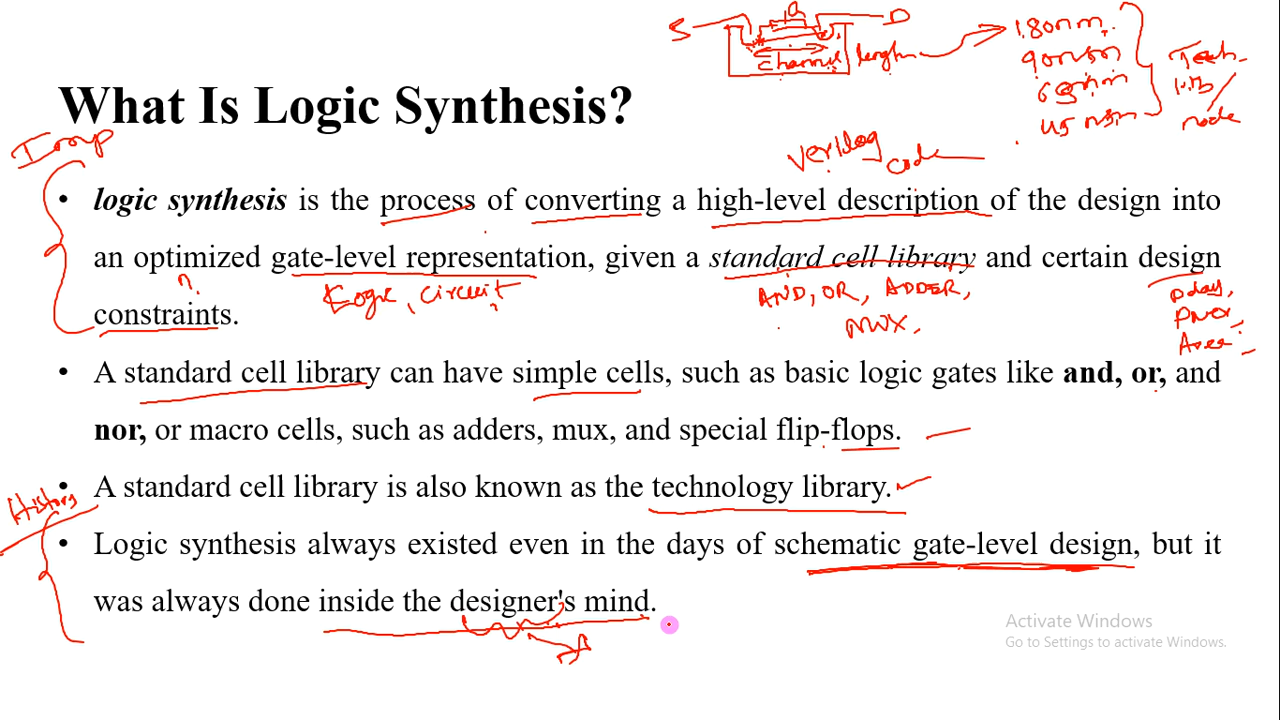 S
G
D
channel length
180nm
90nm
65nm
45nm
Tech.
lib/
node
What Is Logic Synthesis?
Imp
Verilog
code
• logic synthesis is the process of converting a high-level description of the design into
an optimized gate-level representation, given a standard cell library and certain design
Logic, circuit
AND, OR, ADDER,
MUX,
Delay,
Power,
Area
constraints.
• A standard cell library can have simple cells, such as basic logic gates like and, or, and
nor, or macro cells, such as adders, mux, and special flip-flops.
• A standard cell library is also known as the technology library.
History
• Logic synthesis always existed even in the days of schematic gate-level design, but it
was always done inside the designer's mind.
Activate Windows
Go to Settings to activate Windows.